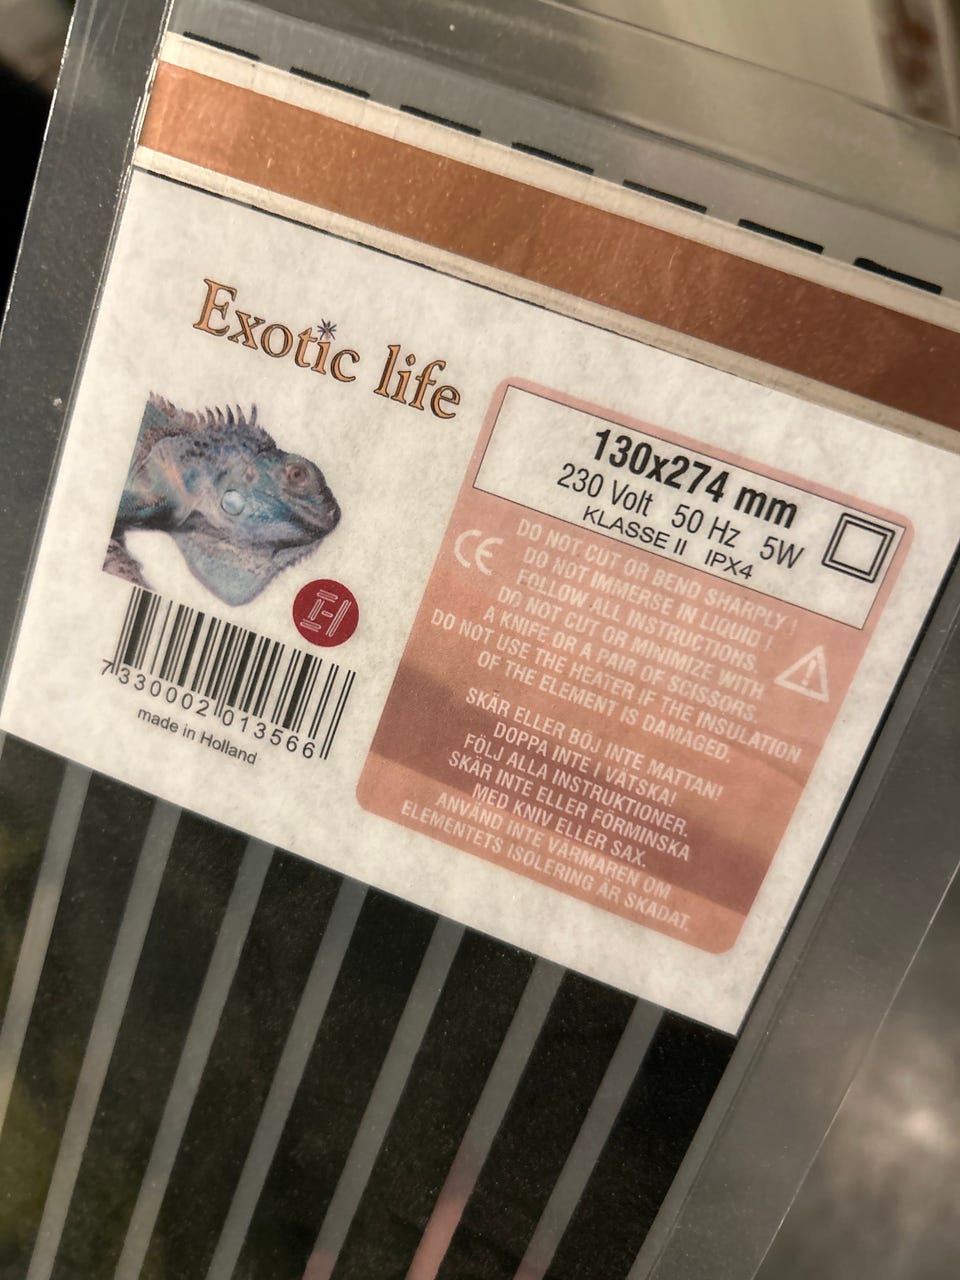 Exotic life
130x274 mm
230 Volt 50 Hz 5W
KLASSE II IPX4
CE
DO NOT CUT OR BEND SHARPLY!
DO NOT IMMERSE IN LIQUID!
FOLLOW ALL INSTRUCTIONS.
DO NOT CUT OR MINIMIZE WITH
A KNIFE OR A PAIR OF SCISSORS.
DO NOT USE THE HEATER IF THE INSULATION
OF THE ELEMENT IS DAMAGED.
SKÄR ELLER BÖJ INTE MATTAN!
DOPPA INTE I VÄTSKA!
FÖLJ ALLA INSTRUKTIONER.
SKÄR INTE ELLER FÖRMINSKA
MED KNIV ELLER SAX.
ANVÄND INTE VÄRMAREN OM
ELEMENTETS ISOLERING ÄR SKADAT.
7 330002 013566
made in Holland